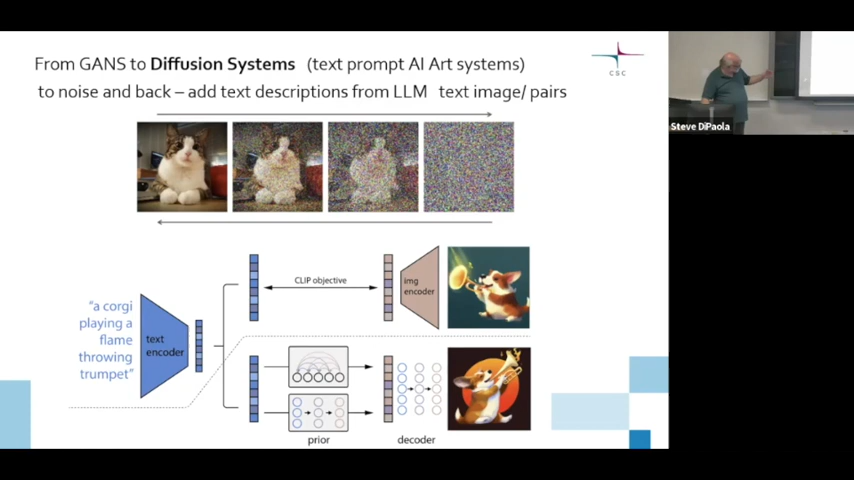 From GANS to Diffusion Systems (text prompt AI Art systems)
to noise and back – add text descriptions from LLM text image/ pairs
CSC
Steve DiPaola
"a corgi
playing a
flame
throwing
trumpet"
text
encoder
CLIP objective
img
encoder
prior
decoder